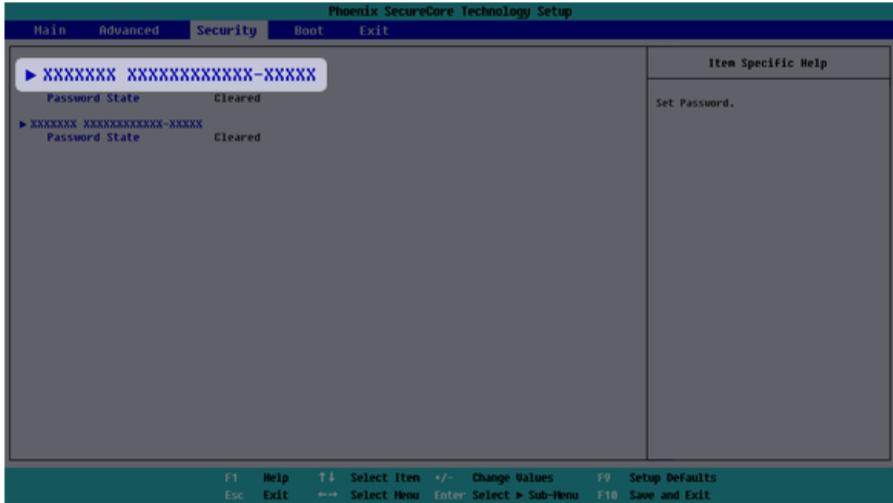 Phoenix SecureCore Technology Setup
Main Advanced Security Boot Exit
▶ XXXXXXX XXXXXXXXXXXX-XXXXX
Password State Cleared
▶ XXXXXXX XXXXXXXXXXXX-XXXXX
Password State Cleared
Item Specific Help
Set Password.
F1 Help ↑↓ Select Item +/- Change Values F9 Setup Defaults
Esc Exit ←→ Select Menu Enter Select ▶ Sub-Menu F10 Save and Exit